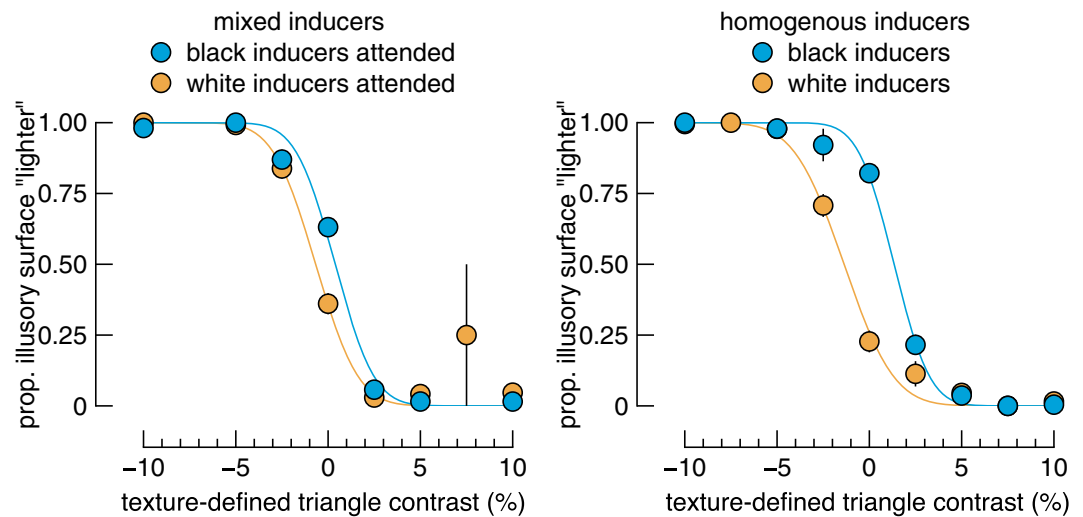 mixed inducers
black inducers attended
white inducers attended
prop. illusory surface "lighter"
1.00
0.75
0.50
0.25
0
−10 −5 0 5 10
texture-defined triangle contrast (%)
homogenous inducers
black inducers
white inducers
prop. illusory surface "lighter"
1.00
0.75
0.50
0.25
0
−10 −5 0 5 10
texture-defined triangle contrast (%)